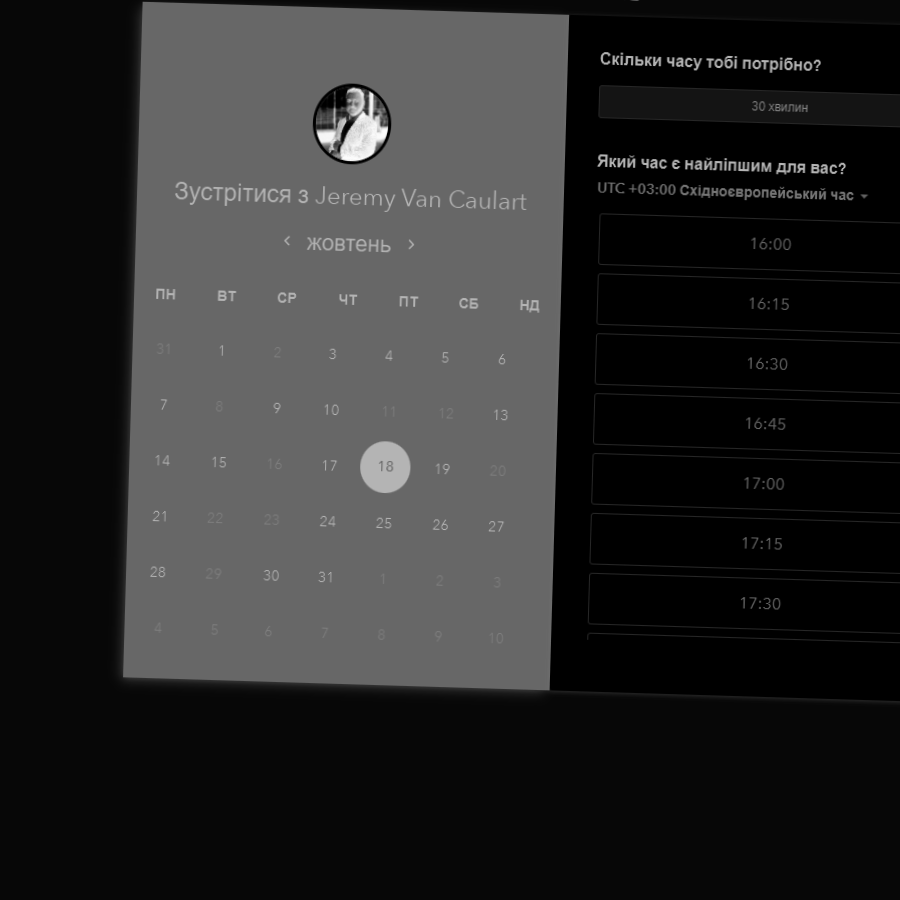 Зустрітися з Jeremy Van Caulart
‹ жовтень ›
ПН ВТ СР ЧТ ПТ СБ НД
31 1 2 3 4 5 6
7 8 9 10 11 12 13
14 15 16 17 18 19 20
21 22 23 24 25 26 27
28 29 30 31 1 2 3
4 5 6 7 8 9 10
Скільки часу тобі потрібно?
30 хвилин
Який час є найліпшим для вас?
UTC +03:00 Східноєвропейський час
16:00
16:15
16:30
16:45
17:00
17:15
17:30